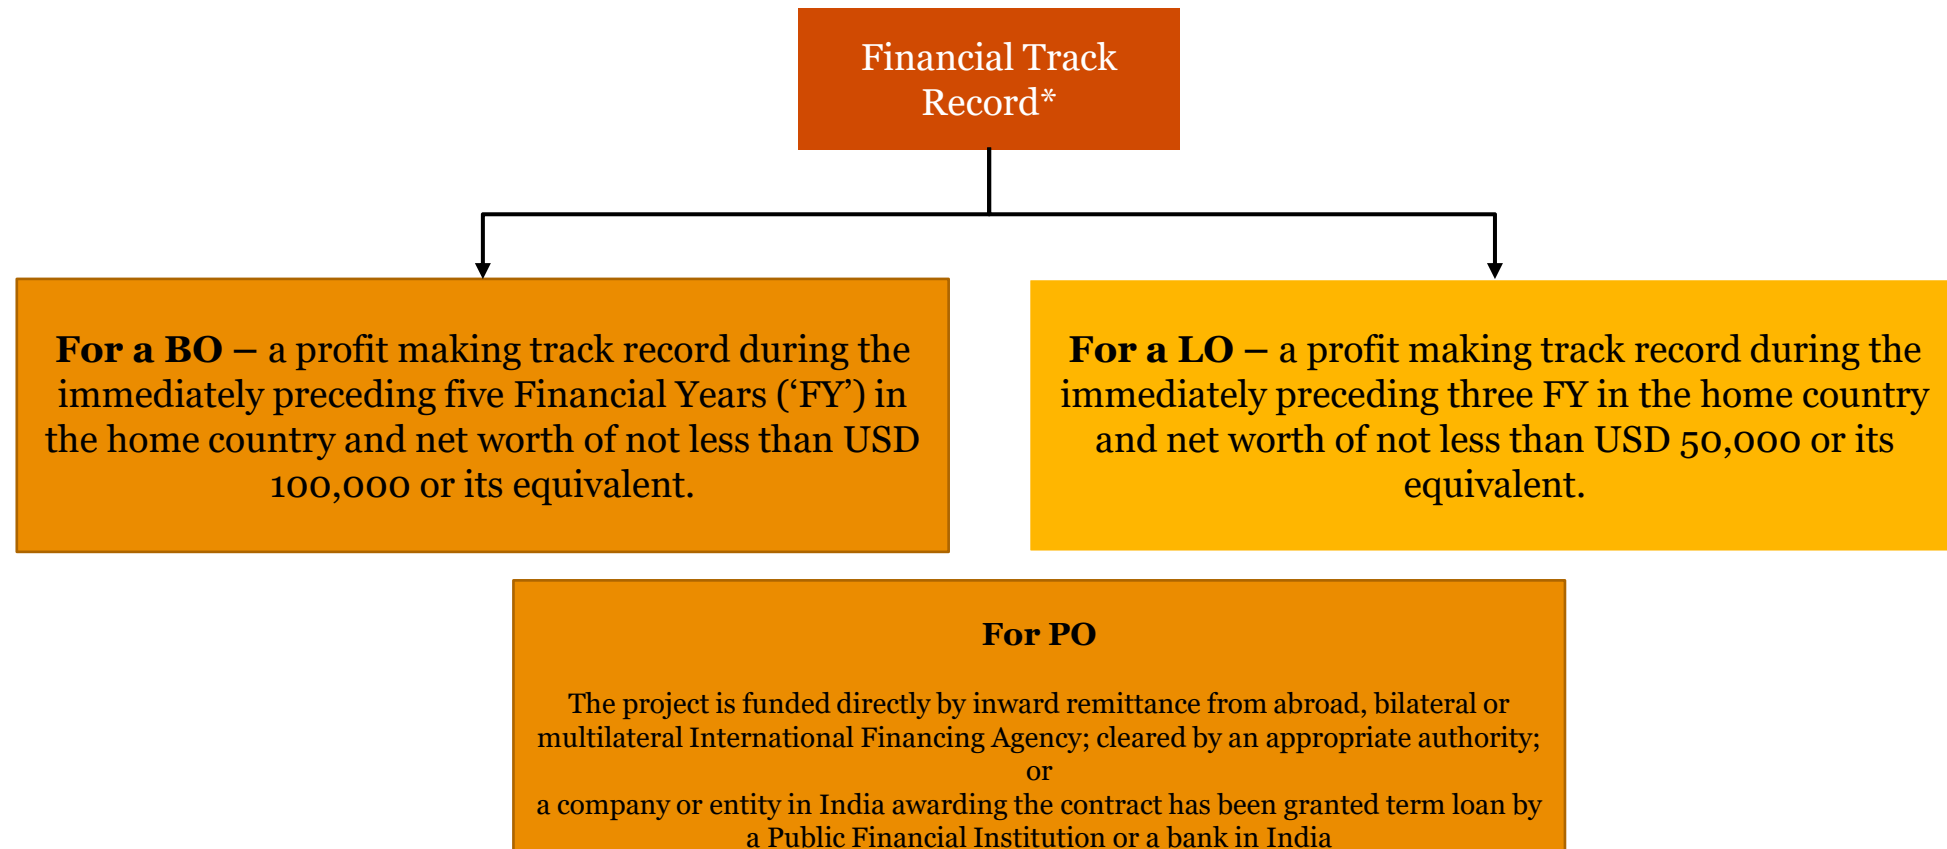 Financial Track
Record*
For a BO – a profit making track record during the
immediately preceding five Financial Years (‘FY’) in
the home country and net worth of not less than USD
100,000 or its equivalent.
For a LO – a profit making track record during the
immediately preceding three FY in the home country
and net worth of not less than USD 50,000 or its
equivalent.
For PO
The project is funded directly by inward remittance from abroad, bilateral or
multilateral International Financing Agency; cleared by an appropriate authority;
or
a company or entity in India awarding the contract has been granted term loan by
a Public Financial Institution or a bank in India